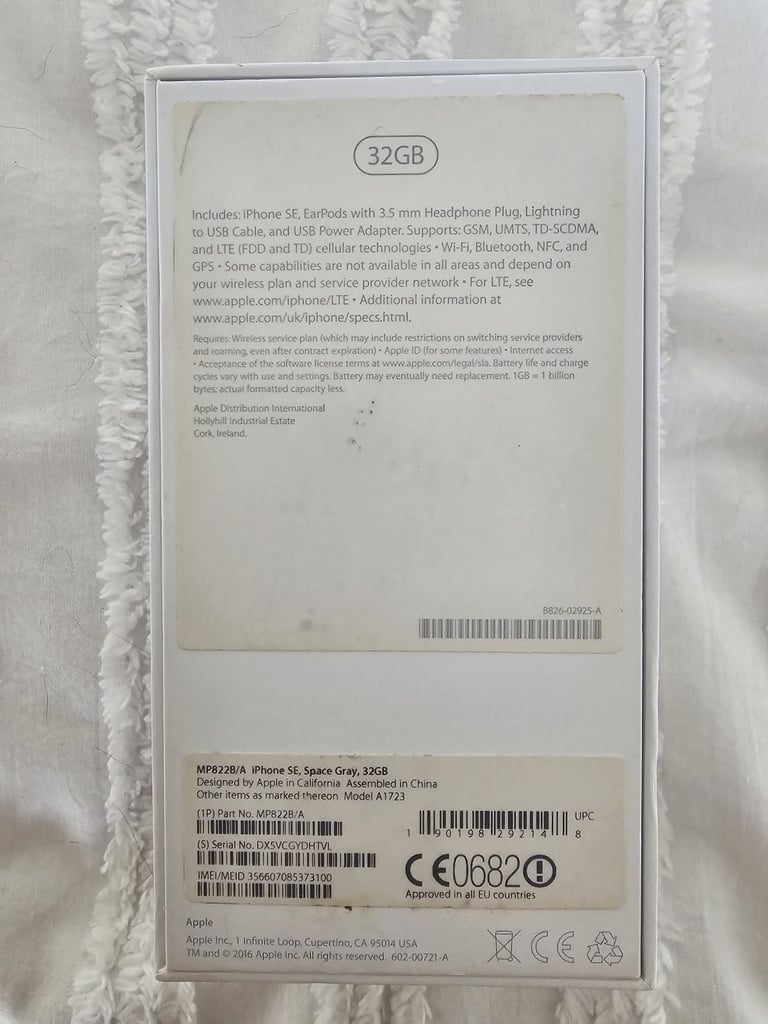 32GB
Includes: iPhone SE, EarPods with 3.5 mm Headphone Plug, Lightning
to USB Cable, and USB Power Adapter. Supports: GSM, UMTS, TD-SCDMA,
and LTE (FDD and TD) cellular technologies • Wi-Fi, Bluetooth, NFC, and
GPS • Some capabilities are not available in all areas and depend on
your wireless plan and service provider network • For LTE, see
www.apple.com/iphone/LTE • Additional information at
www.apple.com/uk/iphone/specs.html.
Requires: Wireless service plan (which may include restrictions on switching service providers
and roaming, even after contract expiration) • Apple ID (for some features) • Internet access
• Acceptance of the software license terms at www.apple.com/legal/sla. Battery life and charge
cycles vary with use and settings. Battery may eventually need replacement. 1GB = 1 billion
bytes; actual formatted capacity less.
Apple Distribution International
Hollyhill Industrial Estate
Cork, Ireland.
B826-02925-A
MP822B/A iPhone SE, Space Gray, 32GB
Designed by Apple in California Assembled in China
Other items as marked thereon Model A1723
(1P) Part No. MP822B/A
(S) Serial No. DX5VCGYDHTVL
IMEI/MEID 356607085373100
UPC
1 90198 29214 8
CE0682
Approved in all EU countries
Apple
Apple Inc., 1 Infinite Loop, Cupertino, CA 95014 USA
TM and © 2016 Apple Inc. All rights reserved. 602-00721-A
CE